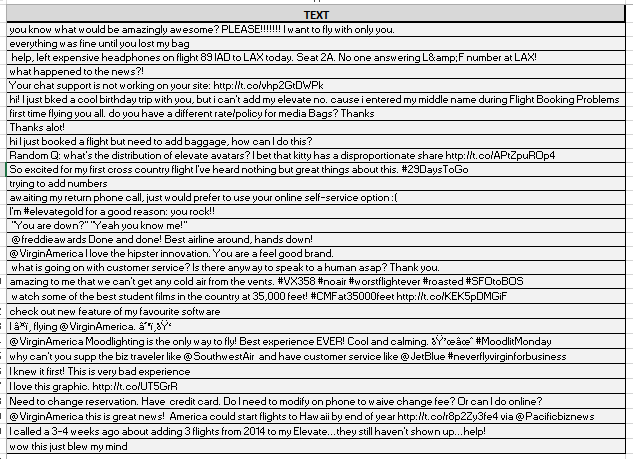 TEXT
you know what would be amazingly awesome? PLEASE!!!!!!! I want to fly with only you.
everything was fine until you lost my bag
help, left expensive headphones on flight 89 IAD to LAX today. Seat 2A. No one answering L&amp;F number at LAX!
what happened to the news?!
Your chat support is not working on your site: http://t.co/vhp2GtDWPk
hi! I just bked a cool birthday trip with you, but i can't add my elevate no. cause i entered my middle name during Flight Booking Problems
first time flying you all. do you have a different rate/policy for media Bags? Thanks
Thanks alot!
hi I just booked a flight but need to add baggage, how can I do this?
Random Q: what's the distribution of elevate avatars? I bet that kitty has a disproportionate share http://t.co/APtZpuROp4
So excited for my first cross country flight I've heard nothing but great things about this. #29DaysToGo
trying to add numbers
awaiting my return phone call, just would prefer to use your online self-service option :(
I'm #elevategold for a good reason: you rock!!
"You are down?" "Yeah you know me!"
@freddieawards Done and done! Best airline around, hands down!
@VirginAmerica I love the hipster innovation. You are a feel good brand.
what is going on with customer service? Is there anyway to speak to a human asap? Thank you.
amazing to me that we can't get any cold air from the vents. #VX358 #noair #worstflightever #roasted #SFOtoBOS
watch some of the best student films in the country at 35,000 feet! #CMFat35000feet http://t.co/KEK5pDMGiF
check out new feature of my favourite software
I flying @VirginAmerica.
@VirginAmerica Moodlighting is the only way to fly! Best experience EVER! Cool and calming. #MoodlitMonday
why can't you supp the biz traveler like @SouthwestAir and have customer service like @JetBlue #neverflyvirginforbusiness
I knew it first! This is very bad experience
I love this graphic. http://t.co/UT5GrR
Need to change reservation. Have credit card. Do I need to modify on phone to waive change fee? Or can I do online?
@VirginAmerica this is great news! America could start flights to Hawaii by end of year http://t.co/r8p2Zy3fe4 via @Pacificbiznews
I called a 3-4 weeks ago about adding 3 flights from 2014 to my Elevate...they still haven't shown up...help!
wow this just blew my mind